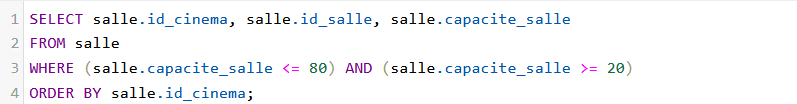 1 SELECT salle.id_cinema, salle.id_salle, salle.capacite_salle
2 FROM salle
3 WHERE (salle.capacite_salle <= 80) AND (salle.capacite_salle >= 20)
4 ORDER BY salle.id_cinema;